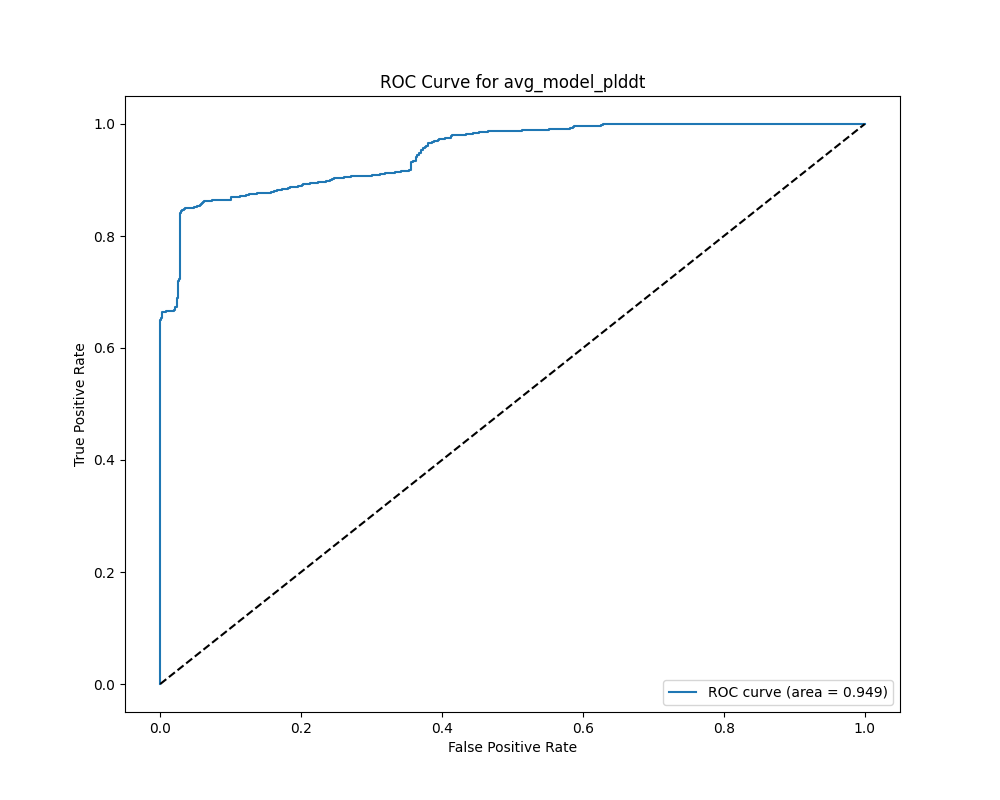 ROC Curve for avg_model_plddt
True Positive Rate
1.0
0.8
0.6
0.4
0.2
0.0
ROC curve (area = 0.949)
0.0 0.2 0.4 0.6 0.8 1.0
False Positive Rate